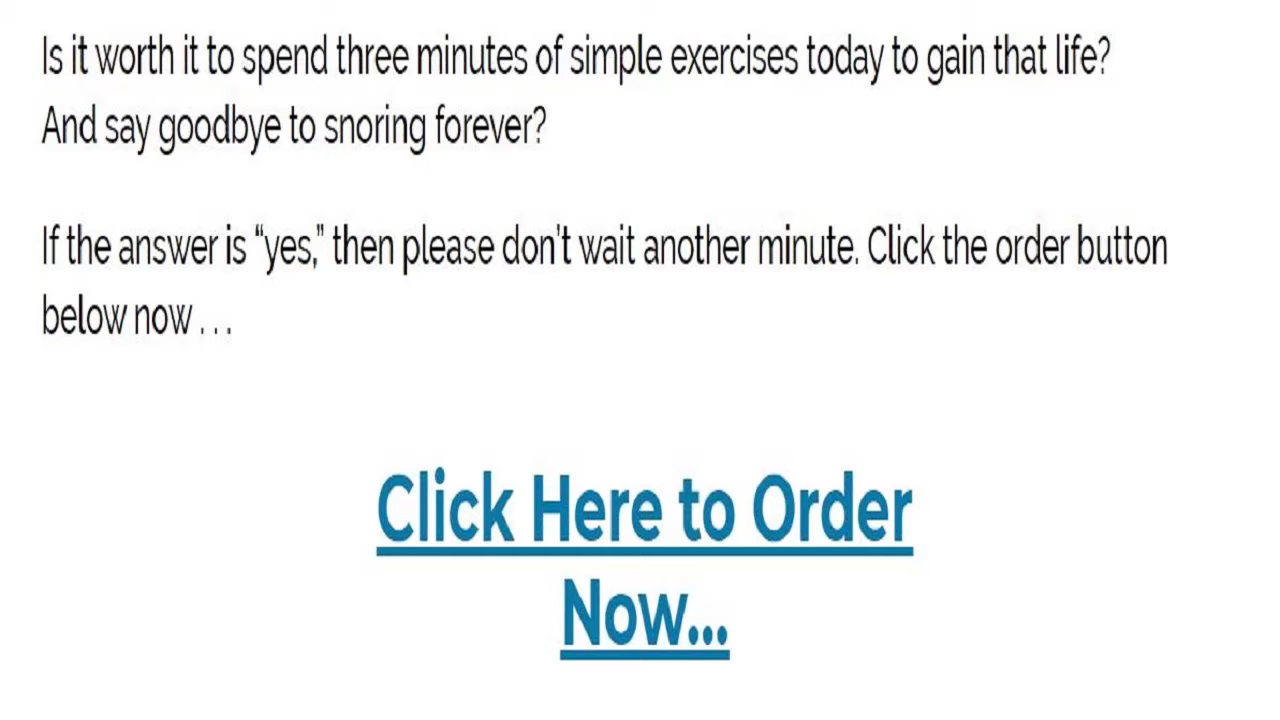 Is it worth it to spend three minutes of simple exercises today to gain that life?
And say goodbye to snoring forever?
If the answer is “yes,” then please don’t wait another minute. Click the order button
below now . . .
Click Here to Order
Now...